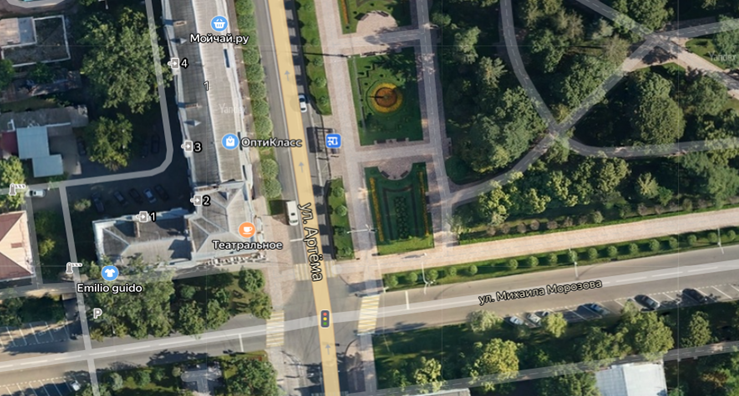 Мойчай.ру
4
1
ОптиКласс
3
2
1
Театральное
ул. Артёма
Emilio guido
ул. Михаила Морозова
P